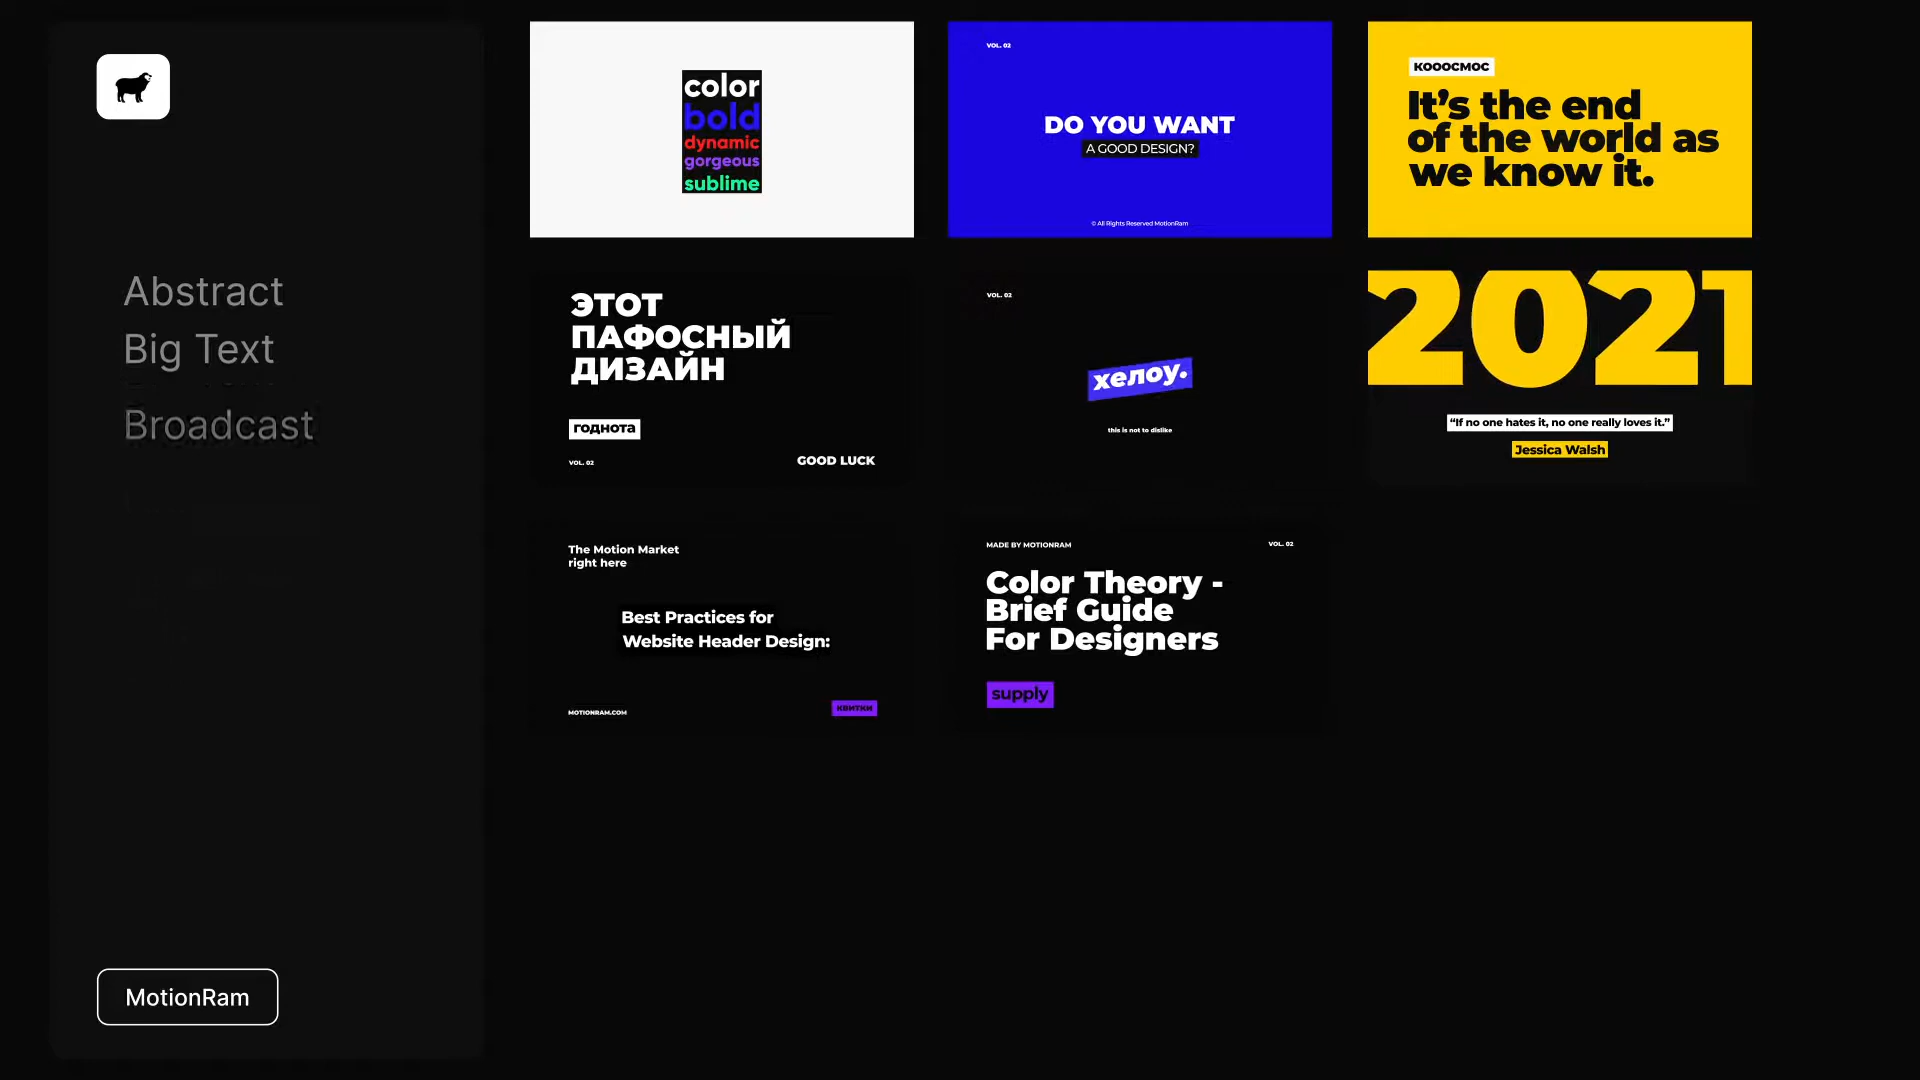 Abstract
Big Text
Broadcast
MotionRam
color
bold
dynamic
gorgeous
sublime
VOL. 02
DO YOU WANT
A GOOD DESIGN?
© All Rights Reserved MotionRam
КОООСМОС
It’s the end
of the world as
we know it.
ЭТОТ
ПАФОСНЫЙ
ДИЗАЙН
годнота
VOL. 02
GOOD LUCK
VOL. 02
хелоу.
this is not to dislike
2021
“If no one hates it, no one really loves it.”
Jessica Walsh
The Motion Market
right here
Best Practices for
Website Header Design:
MOTIONRAM.COM
КВИТКИ
MADE BY MOTIONRAM
VOL. 02
Color Theory -
Brief Guide
For Designers
supply